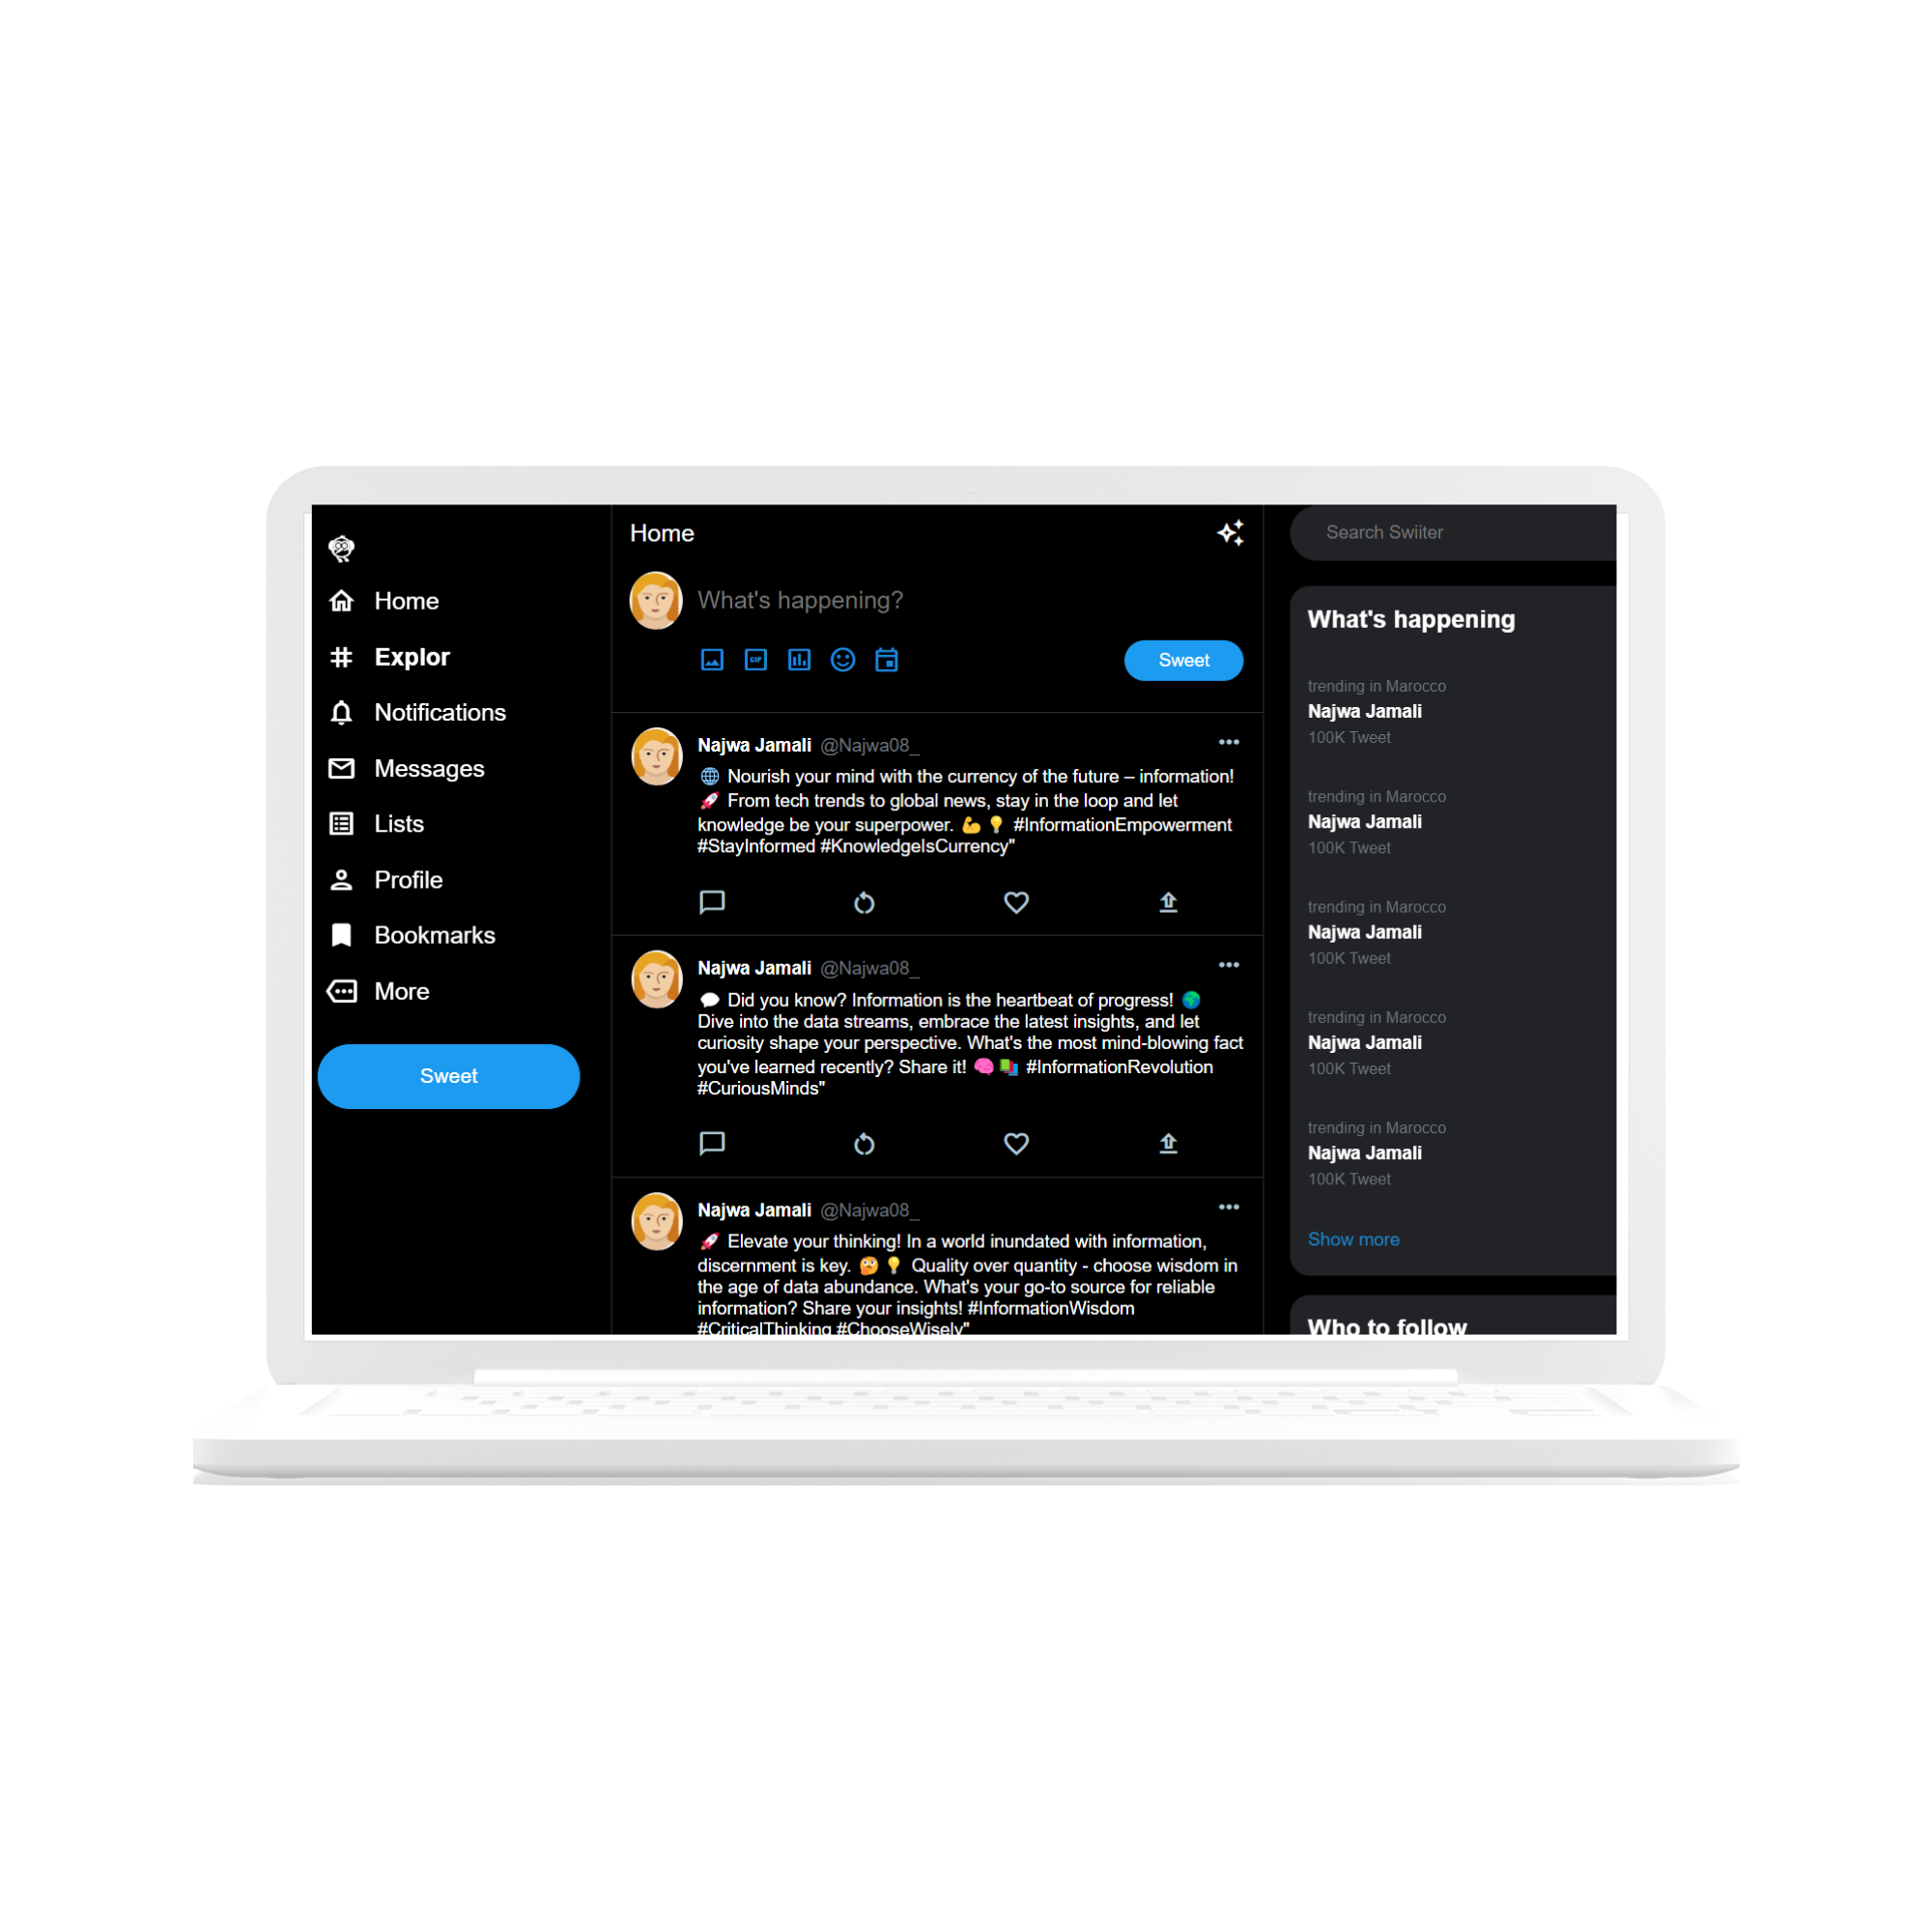 Home
Explor
Notifications
Messages
Lists
Profile
Bookmarks
More
Sweet
Home
What's happening?
GIF
Sweet
Najwa Jamali @Najwa08_
🌐 Nourish your mind with the currency of the future – information!
🚀 From tech trends to global news, stay in the loop and let
knowledge be your superpower. 💪💡 #InformationEmpowerment
#StayInformed #KnowledgeIsCurrency"
Najwa Jamali @Najwa08_
💬 Did you know? Information is the heartbeat of progress! 🌍
Dive into the data streams, embrace the latest insights, and let
curiosity shape your perspective. What's the most mind-blowing fact
you've learned recently? Share it! 🧠📚 #InformationRevolution
#CuriousMinds"
Najwa Jamali @Najwa08_
🚀 Elevate your thinking! In a world inundated with information,
discernment is key. 🤔💡 Quality over quantity - choose wisdom in
the age of data abundance. What's your go-to source for reliable
information? Share your insights! #InformationWisdom
#CriticalThinking #ChooseWisely"
Search Swiiter
What's happening
trending in Marocco
Najwa Jamali
100K Tweet
trending in Marocco
Najwa Jamali
100K Tweet
trending in Marocco
Najwa Jamali
100K Tweet
trending in Marocco
Najwa Jamali
100K Tweet
trending in Marocco
Najwa Jamali
100K Tweet
Show more
Who to follow